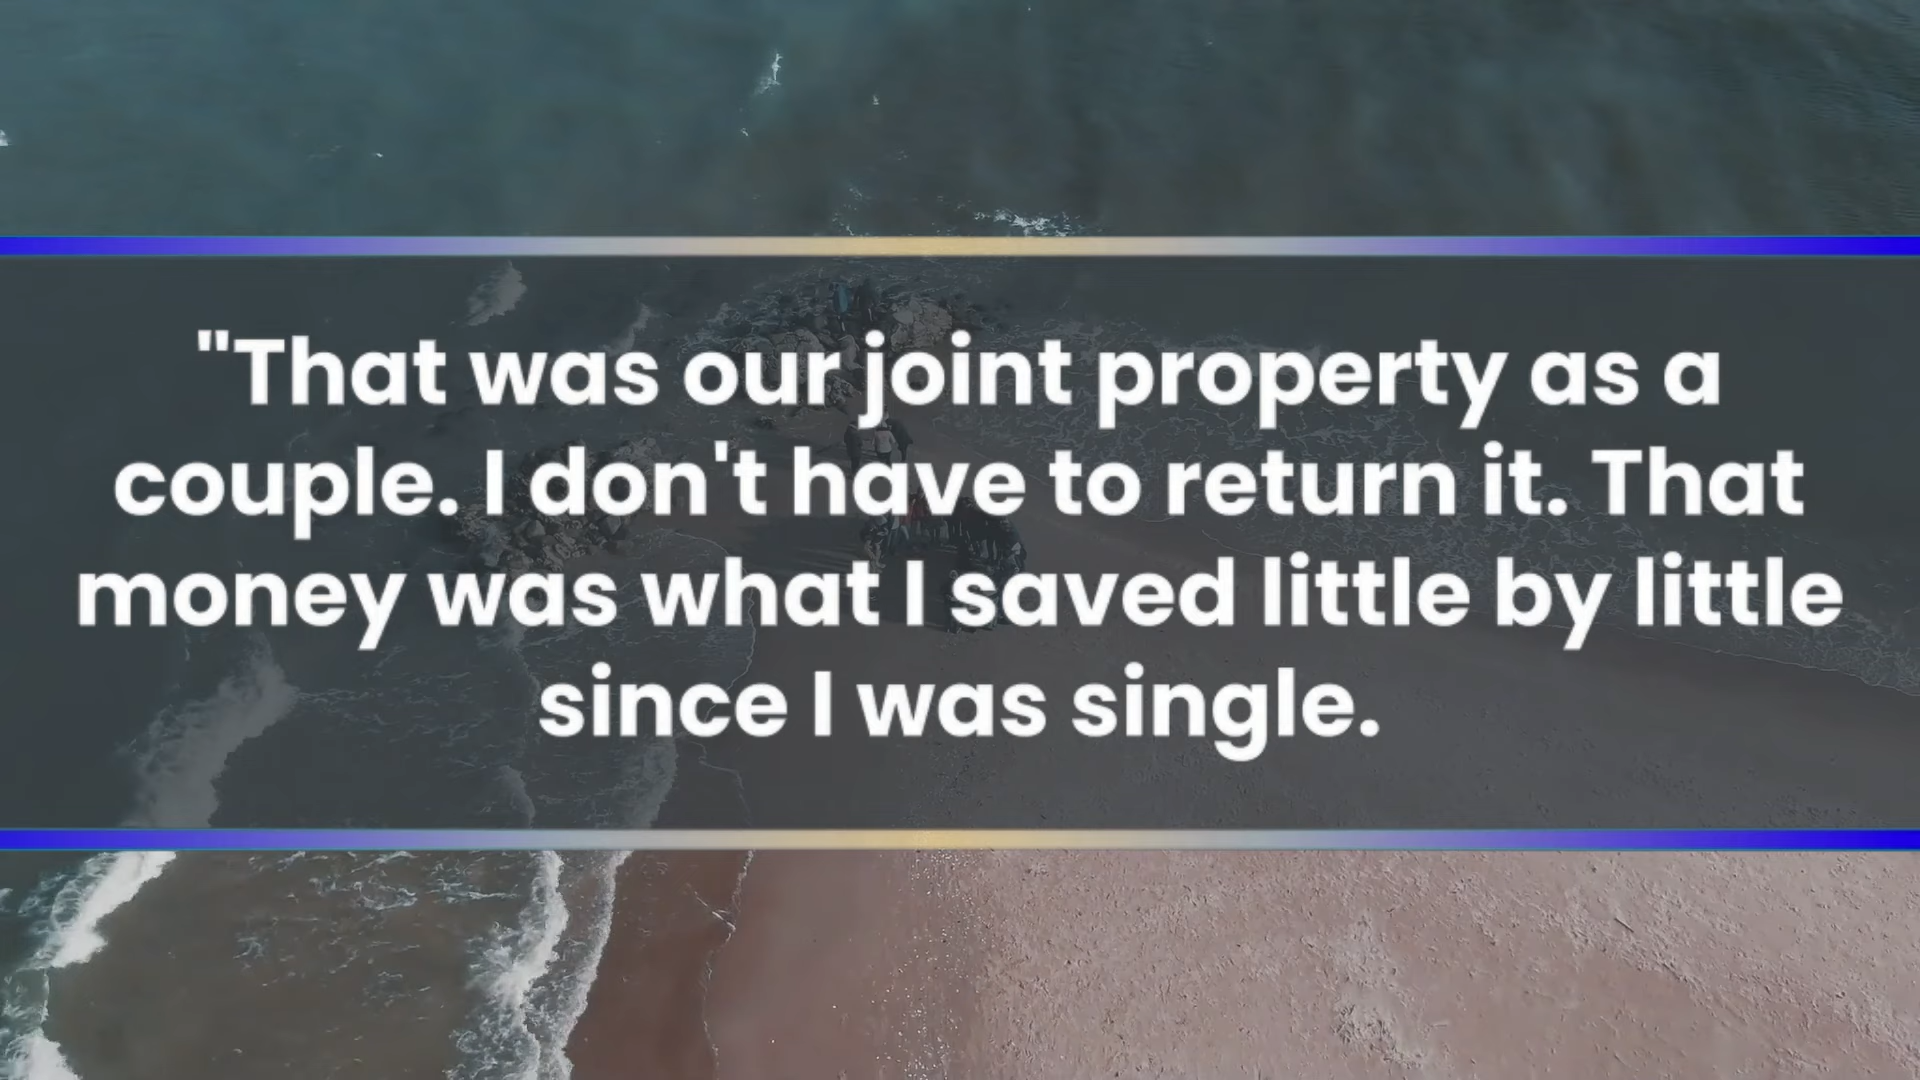 "That was our joint property as a
couple. I don't have to return it. That
money was what I saved little by little
since I was single.